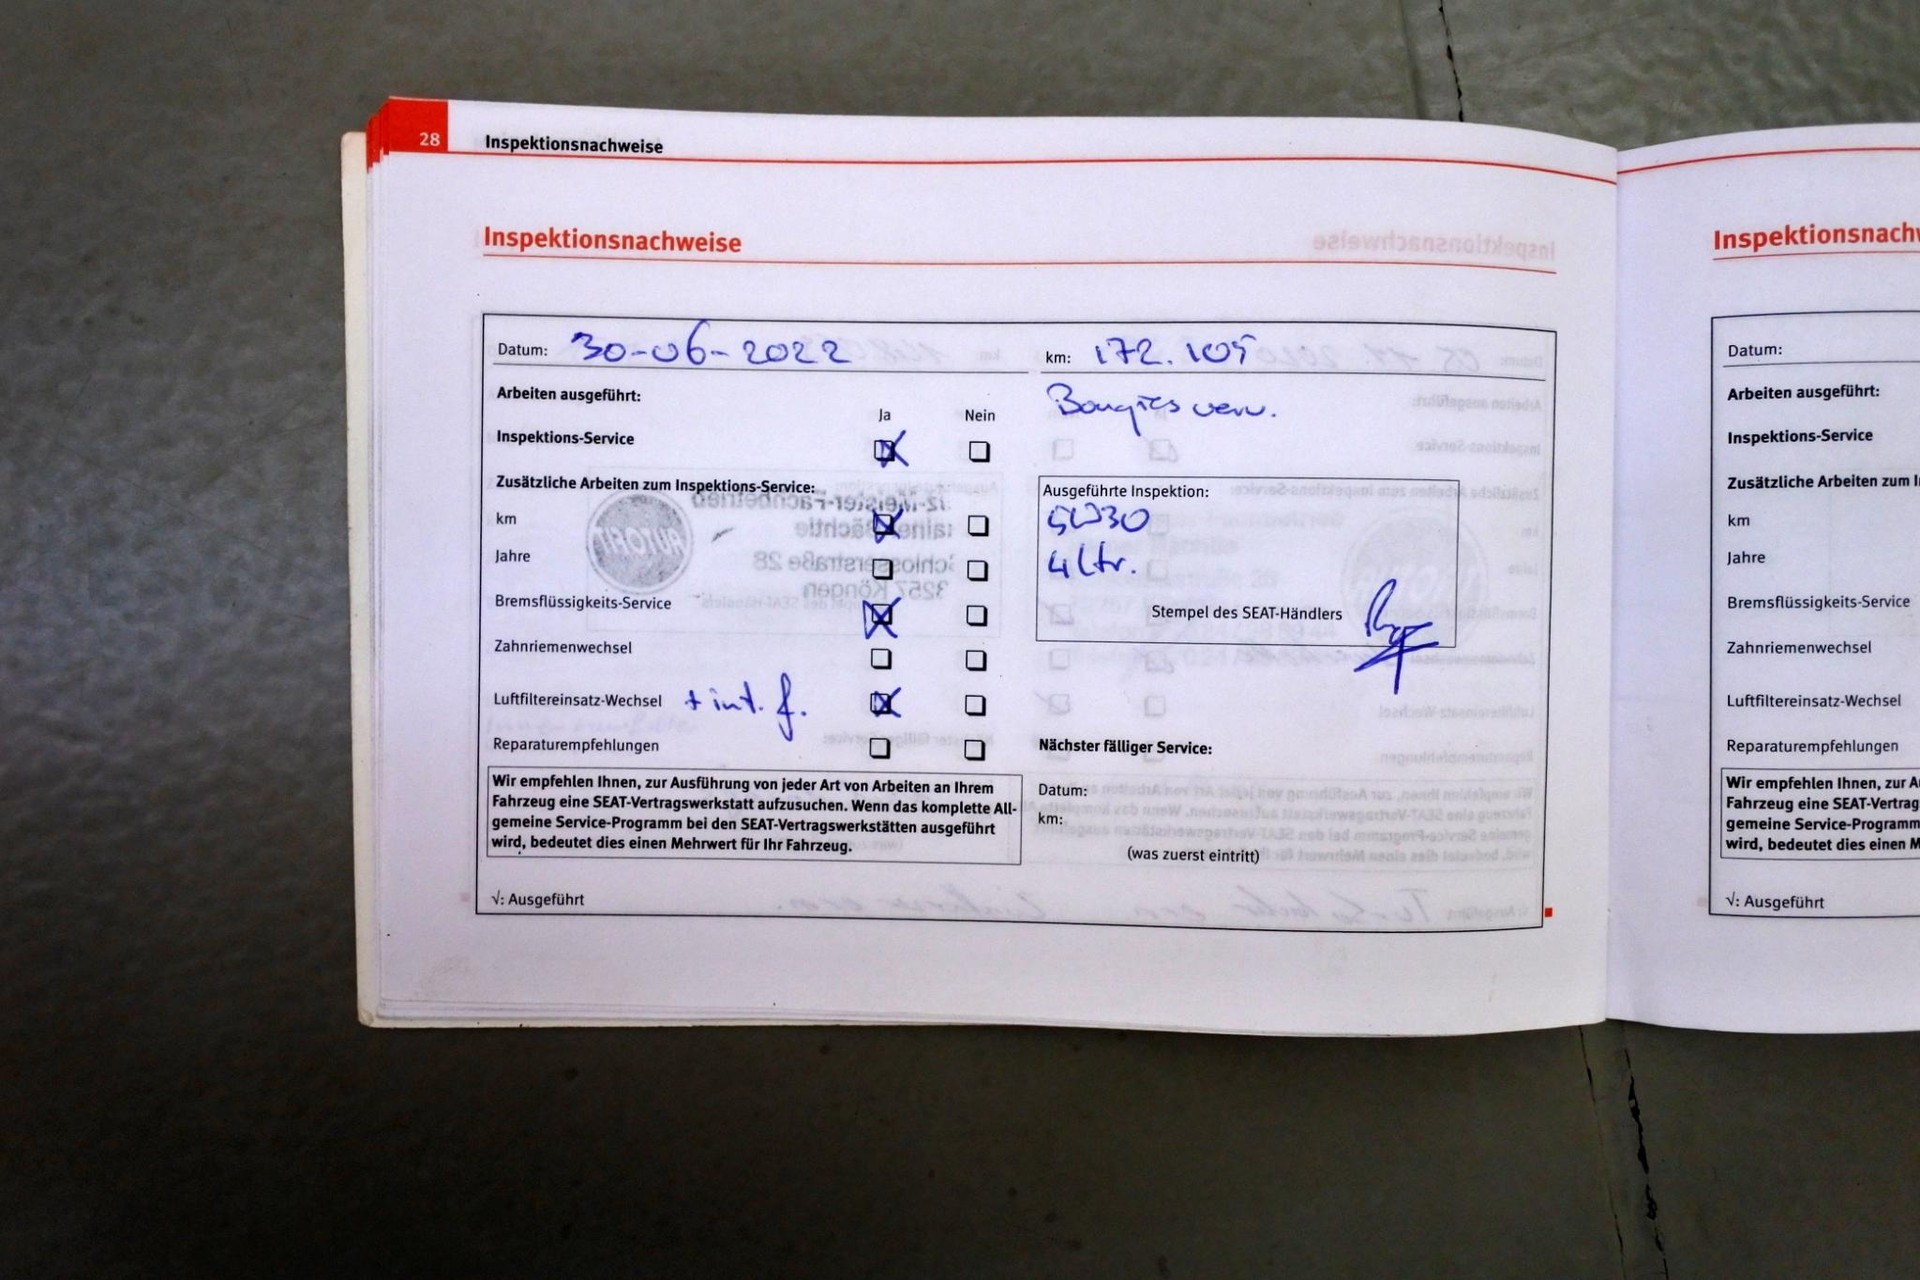 28 Inspektionsnachweise
Inspektionsnachweise
Datum: 30-06-2022
km: 172.105
Arbeiten ausgeführt:
Ja Nein
Bougies verv.
Inspektions-Service
Zusätzliche Arbeiten zum Inspektions-Service:
km
Jahre
Bremsflüssigkeits-Service
Zahnriemenwechsel
Luftfiltereinsatz-Wechsel + int. f.
Reparaturempfehlungen
Ausgeführte Inspektion:
5W30
4 Ltr.
Stempel des SEAT-Händlers
Nächster fälliger Service:
Datum:
km:
(was zuerst eintritt)
Wir empfehlen Ihnen, zur Ausführung von jeder Art von Arbeiten an Ihrem
Fahrzeug eine SEAT-Vertragswerkstatt aufzusuchen. Wenn das komplette All-
gemeine Service-Programm bei den SEAT-Vertragswerkstätten ausgeführt
wird, bedeutet dies einen Mehrwert für Ihr Fahrzeug.
√: Ausgeführt
Inspektionsnachw
Datum:
Arbeiten ausgeführt:
Inspektions-Service
Zusätzliche Arbeiten zum I
km
Jahre
Bremsflüssigkeits-Service
Zahnriemenwechsel
Luftfiltereinsatz-Wechsel
Reparaturempfehlungen
Wir empfehlen Ihnen, zur A
Fahrzeug eine SEAT-Vertrag
gemeine Service-Programm
wird, bedeutet dies einen M
√: Ausgeführt